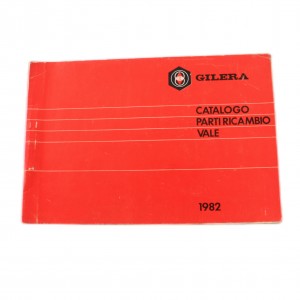 GILERA
CATALOGO
PARTI RICAMBIO
VALE
1982